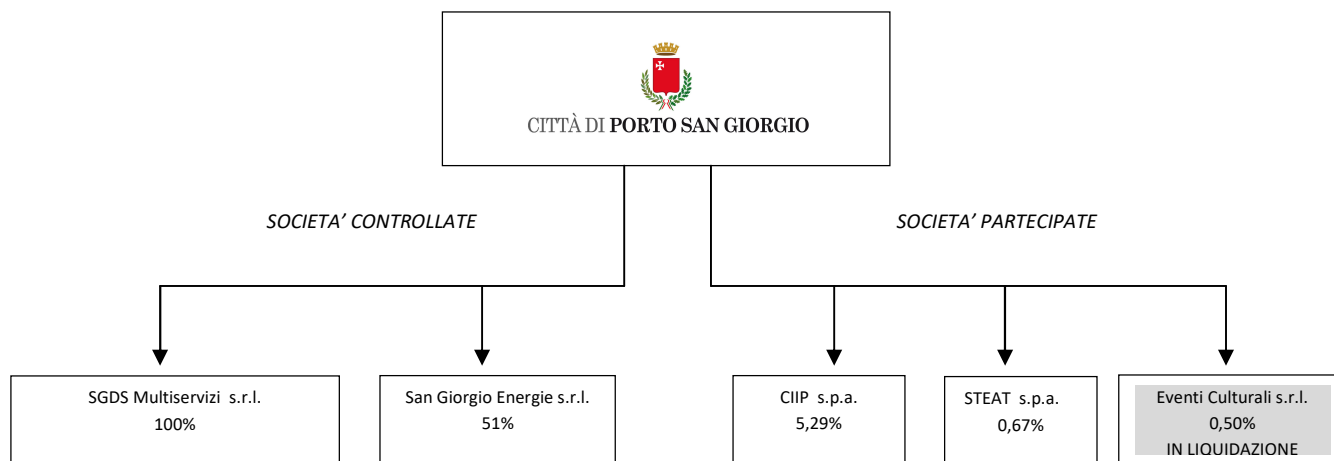 CITTÀ DI PORTO SAN GIORGIO
SOCIETA’ CONTROLLATE
SOCIETA’ PARTECIPATE
SGDS Multiservizi s.r.l.
100%
San Giorgio Energie s.r.l.
51%
CIIP s.p.a.
5,29%
STEAT s.p.a.
0,67%
Eventi Culturali s.r.l.
0,50%
IN LIQUIDAZIONE